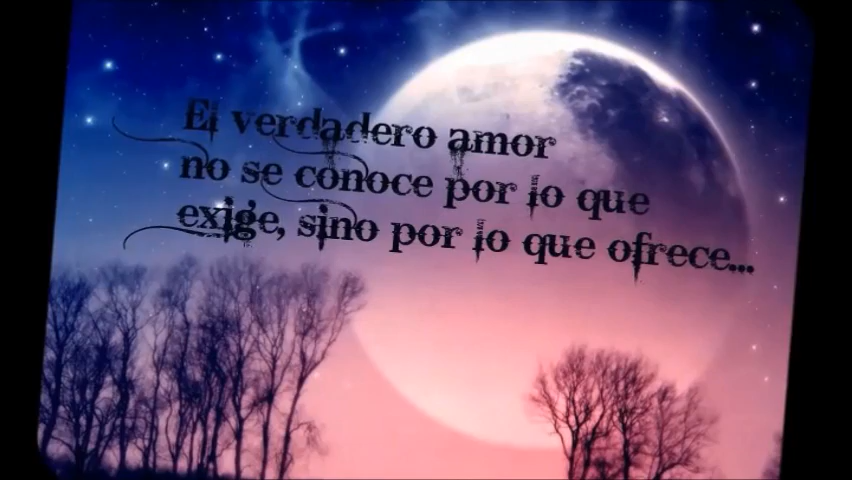 El verdadero amor
no se conoce por lo que
exige, sino por lo que ofrece...